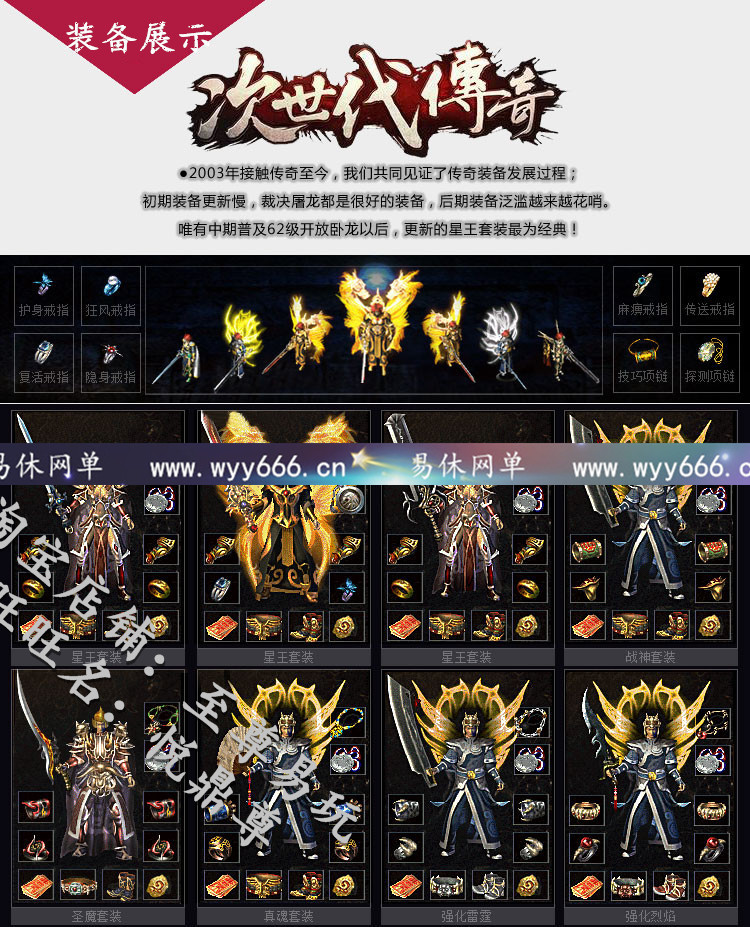 装备展示
次世代傳奇
●2003年接触传奇至今，我们共同见证了传奇装备发展过程；
初期装备更新慢，裁决屠龙都是很好的装备，后期装备泛滥越来越花哨。
唯有中期普及62级开放卧龙以后，更新的星王套装最为经典！
护身戒指 狂风戒指 麻痹戒指 传送戒指
复活戒指 隐身戒指 技巧项链 探测项链
易休网单 www.wyy666.cn 易休网单 www.wyy666.cn
淘宝店铺：至尊易玩
旺旺名：悦鼎尊
星王套装 星王套装 星王套装 战神套装
圣魔套装 真魂套装 强化雷霆 强化烈焰